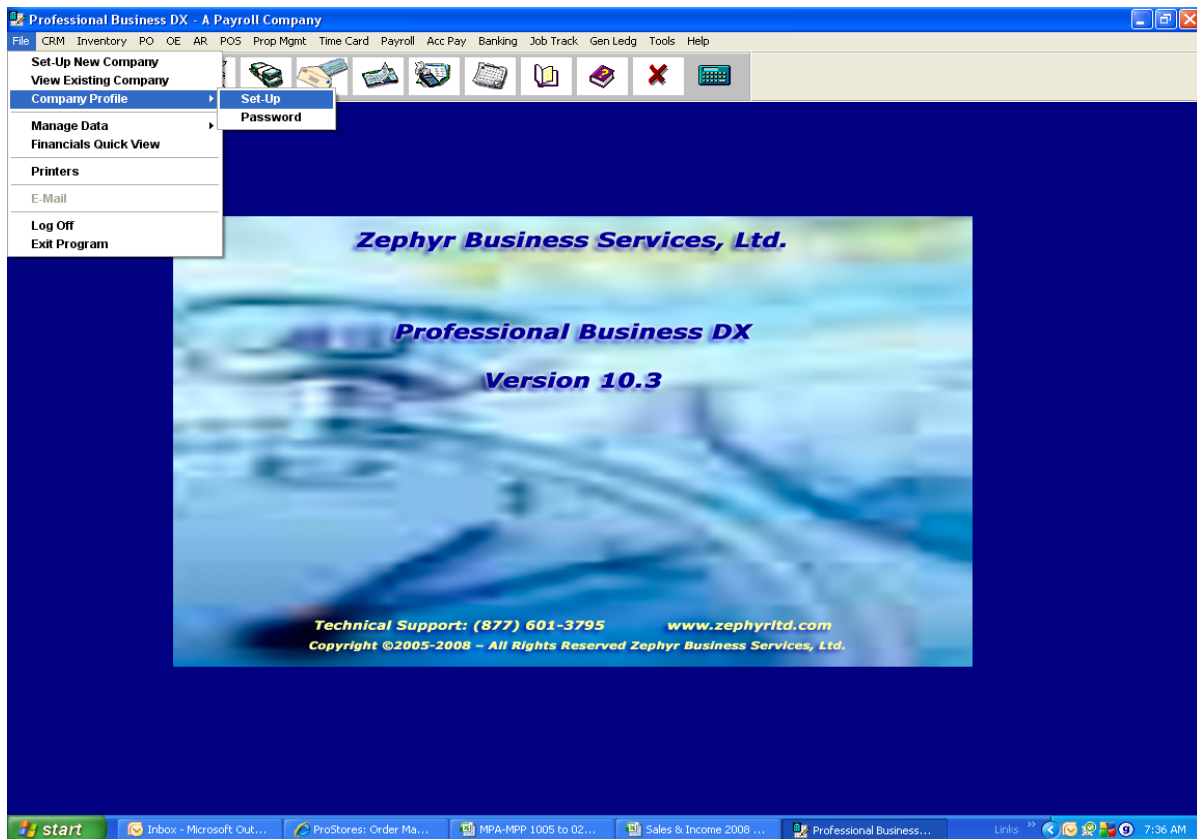 Professional Business DX - A Payroll Company
File CRM Inventory PO OE AR POS Prop Mgmt Time Card Payroll Acc Pay Banking Job Track Gen Ledg Tools Help
Set-Up New Company
View Existing Company
Company Profile
Set-Up
Password
Manage Data
Financials Quick View
Printers
E-Mail
Log Off
Exit Program
Zephyr Business Services, Ltd.
Professional Business DX
Version 10.3
Technical Support: (877) 601-3795 www.zephyrltd.com
Copyright ©2005-2008 – All Rights Reserved Zephyr Business Services, Ltd.
start Inbox - Microsoft Out... ProStores: Order Ma... MPA-MPP 1005 to 02... Sales & Income 2008 ... Professional Business... Links » 7:36 AM